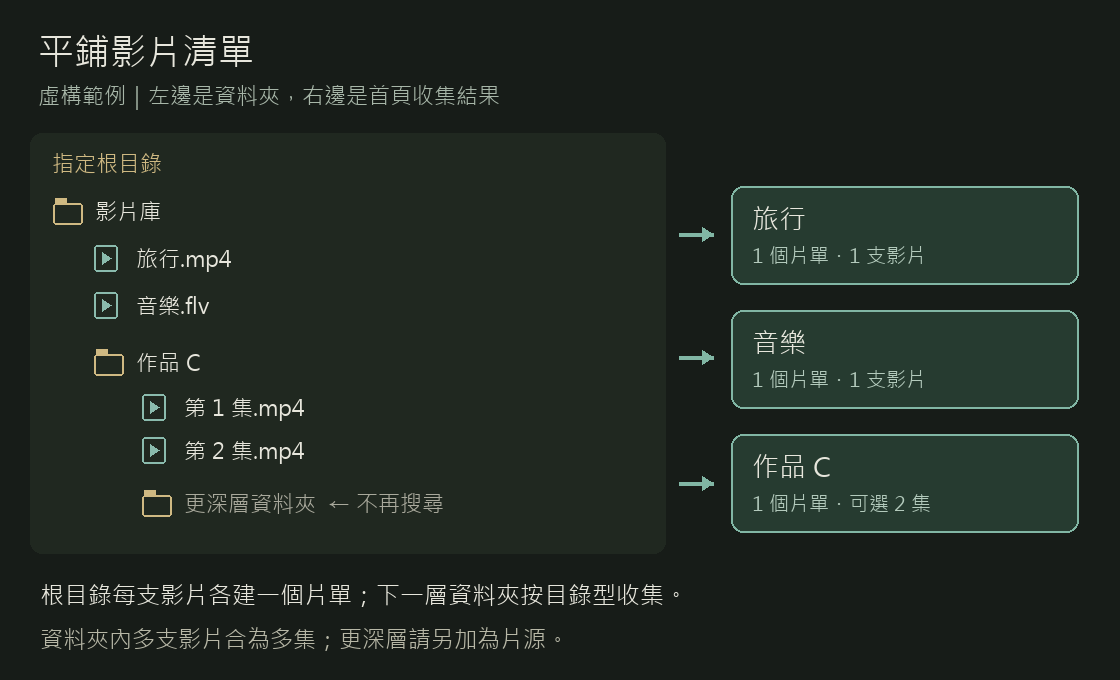 平鋪影片清單
虛構範例 | 左邊是資料夾，右邊是首頁收集結果
指定根目錄
影片庫
旅行.mp4
音樂.flv
作品 C
第 1 集.mp4
第 2 集.mp4
更深層資料夾 ← 不再搜尋
旅行
1 個片單 · 1 支影片
音樂
1 個片單 · 1 支影片
作品 C
1 個片單 · 可選 2 集
根目錄每支影片各建一個片單；下一層資料夾按目錄型收集。
資料夾內多支影片合為多集；更深層請另加為片源。